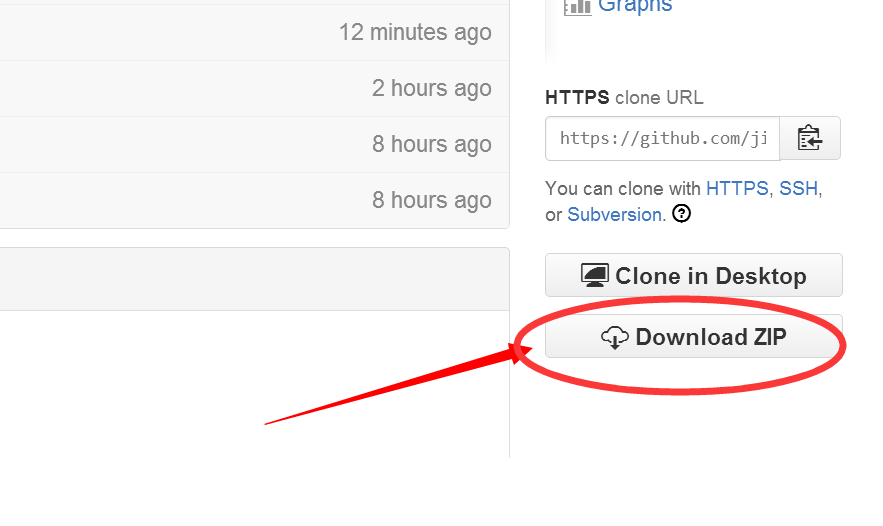 Graphs
12 minutes ago
2 hours ago
8 hours ago
8 hours ago
HTTPS clone URL
https://github.com/ji
You can clone with HTTPS, SSH,
or Subversion.
Clone in Desktop
Download ZIP